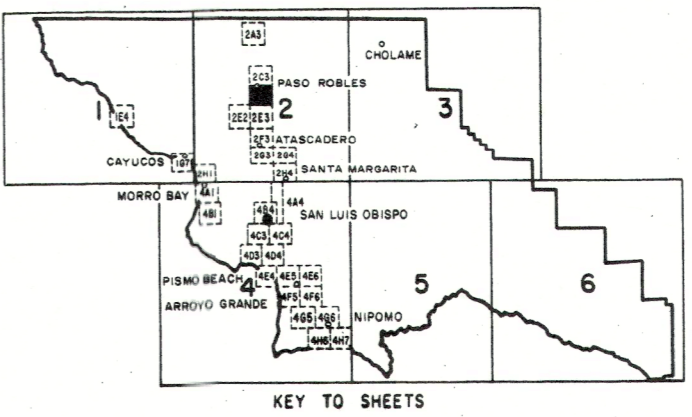 2A3
CHOLAME
2C3
PASO ROBLES
1
1E4
2E2 2E3
2
3
2F3
ATASCADERO
2G3 2G4
CAYUCOS
1G7
2H1
2H4
SANTA MARGARITA
MORRO BAY
4A1
4A4
4B1
4B4
SAN LUIS OBISPO
4C3 4C4
4D3 4D4
PISMO BEACH
4
4E4 4E5 4E6
5
6
ARROYO GRANDE
4F5 4F6
4G5 4G6
NIPOMO
4H6 4H7
KEY TO SHEETS